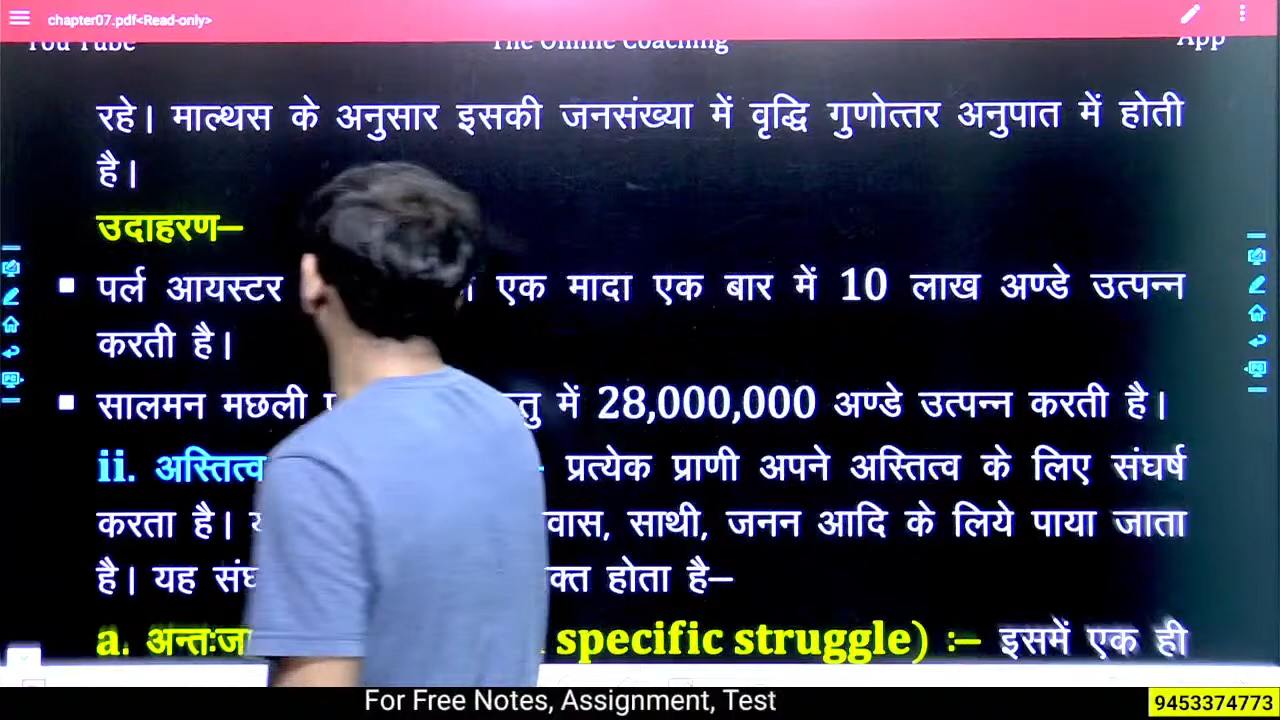 chapter07.pdf<Read-only>
You Tube The Online Coaching App
रहे। माल्थस के अनुसार इसकी जनसंख्या में वृद्धि गुणोत्तर अनुपात में होती
है।
उदाहरण–
पर्ल आयस्टर एक मादा एक बार में 10 लाख अण्डे उत्पन्न
करती है।
सालमन मछली में 28,000,000 अण्डे उत्पन्न करती है।
ii. अस्तित्व :– प्रत्येक प्राणी अपने अस्तित्व के लिए संघर्ष
करता है। वास, साथी, जनन आदि के लिये पाया जाता
है। यह होता है–
a. specific struggle) :– इसमें एक ही
For Free Notes, Assignment, Test
9453374773